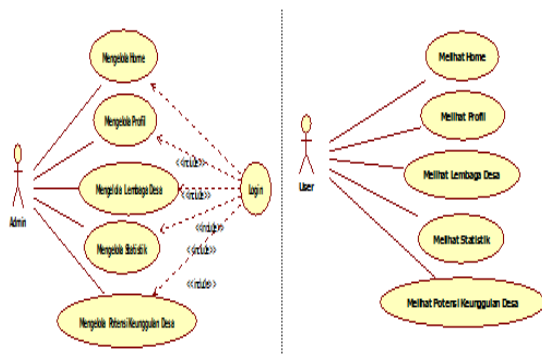 Mengelola Home
Mengelola Profil
<<include>>
Mengelola Lembaga Desa
<<include>>
Login
Admin
<<include>>
Mengelola Statistik
<<include>>
<<include>>
Mengelola Potensi Keunggulan Desa
Melihat Home
Melihat Profil
User
Melihat Lembaga Desa
Melihat Statistik
Melihat Potensi Keunggulan Desa